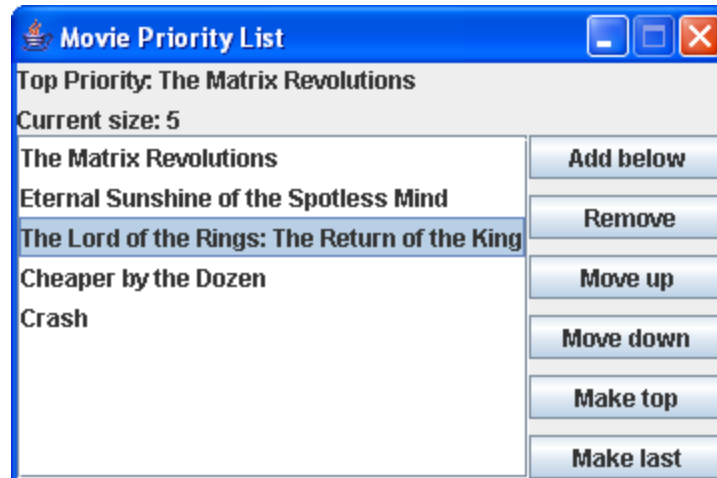 Movie Priority List
Top Priority: The Matrix Revolutions
Current size: 5
The Matrix Revolutions
Eternal Sunshine of the Spotless Mind
The Lord of the Rings: The Return of the King
Cheaper by the Dozen
Crash
Add below
Remove
Move up
Move down
Make top
Make last